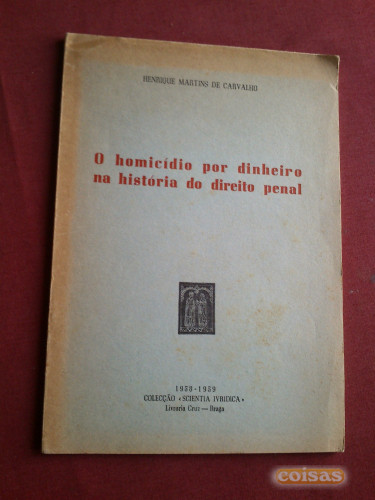 HENRIQUE MARTINS DE CARVALHO
O homicídio por dinheiro
na história do direito penal
1958-1959
COLECÇÃO «SCIENTIA IVRIDICA»
Livraria Cruz — Braga
coisas